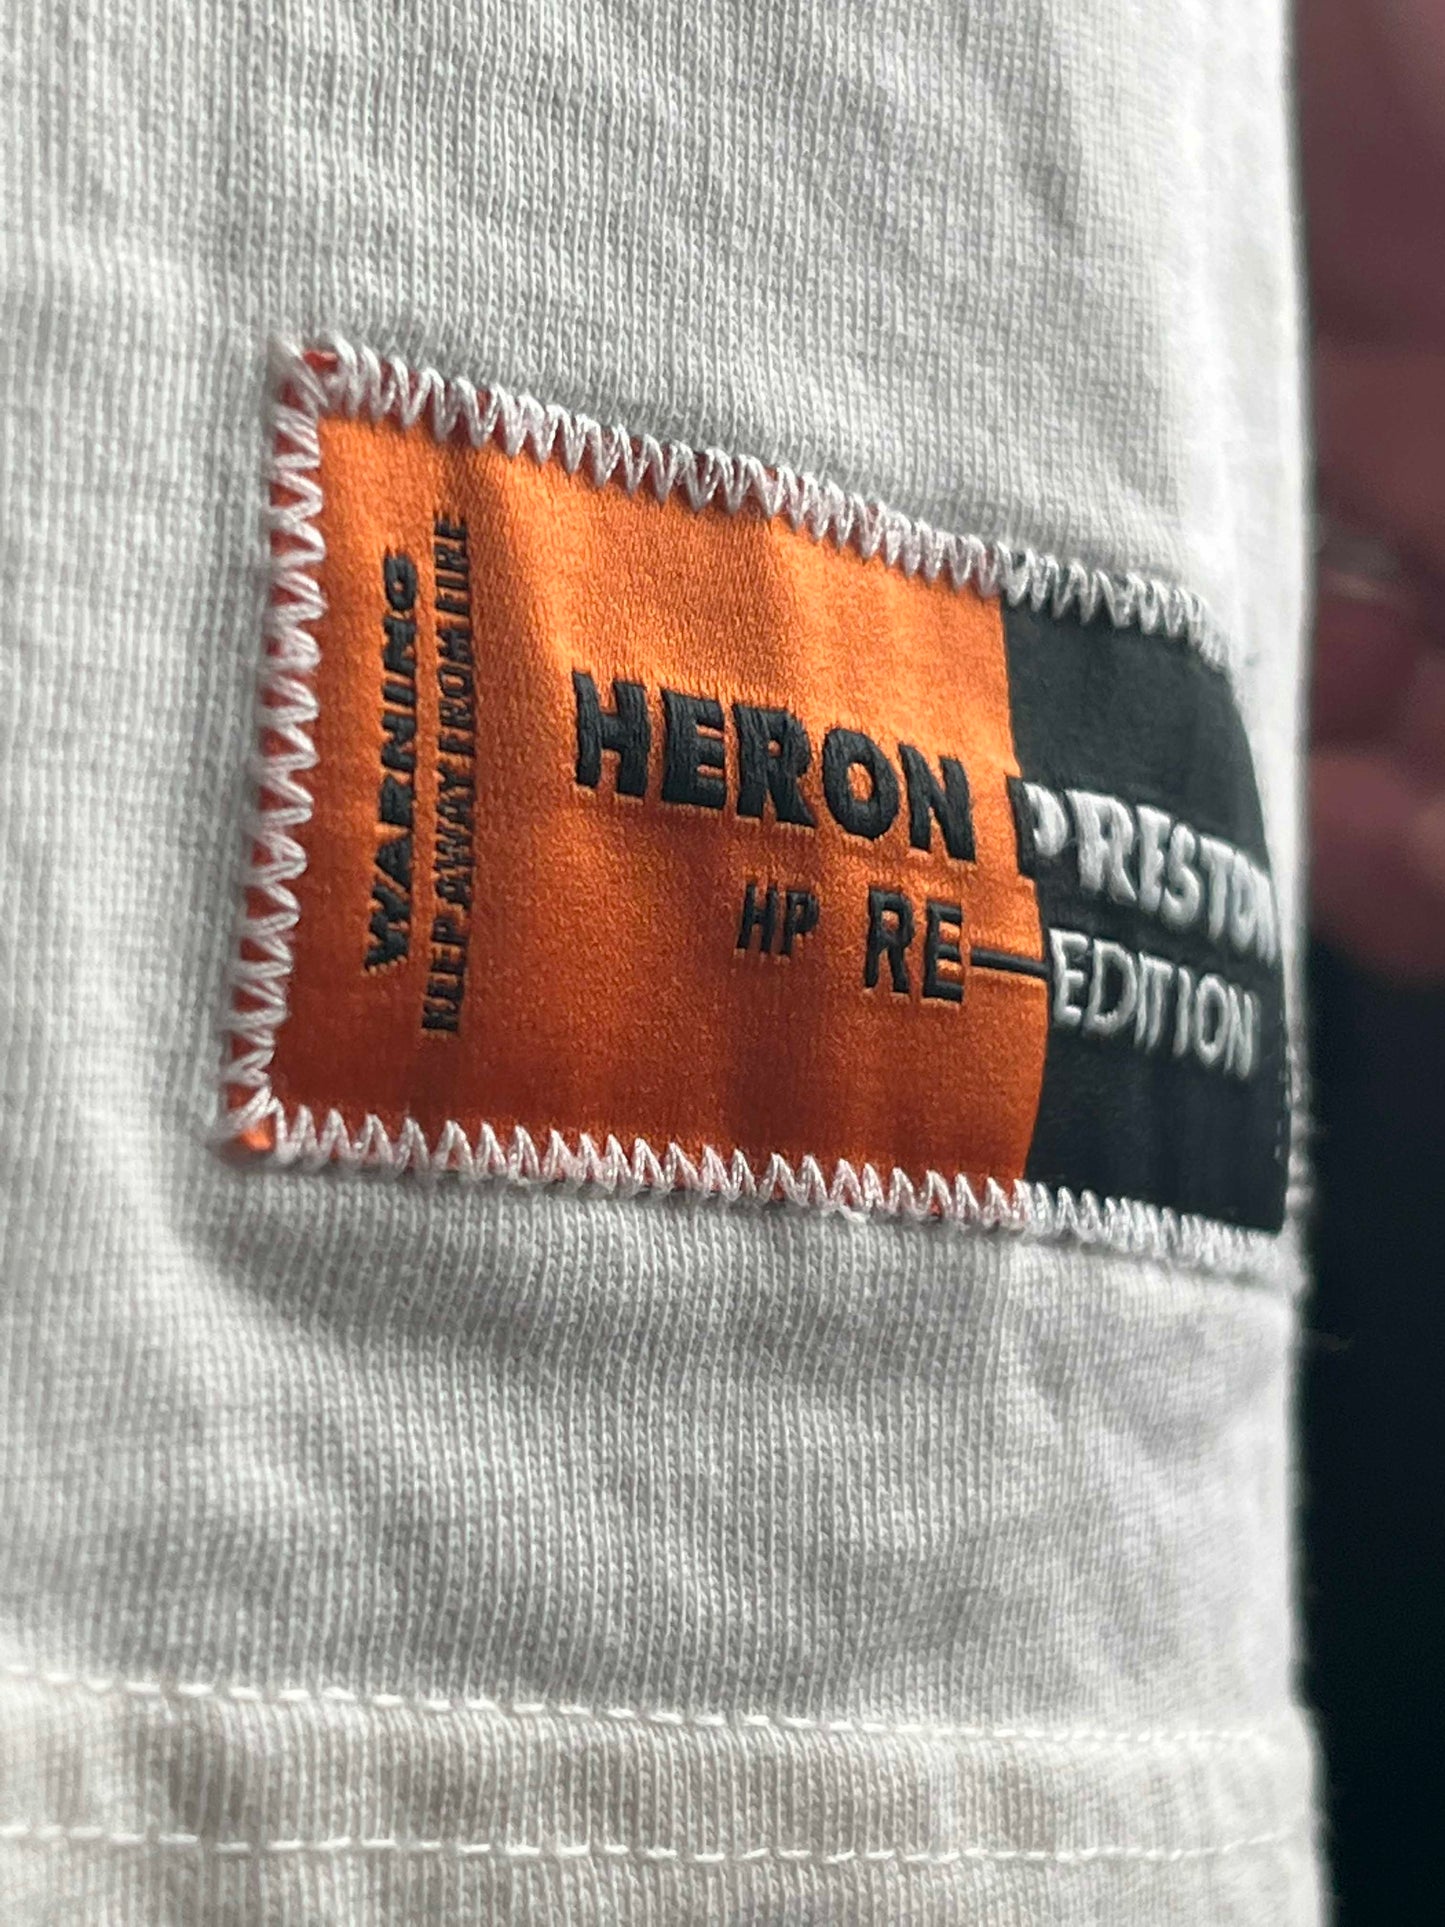 WARNING
KEEP AWAY FROM FIRE
HERON PRESTON
HP RE—EDITION